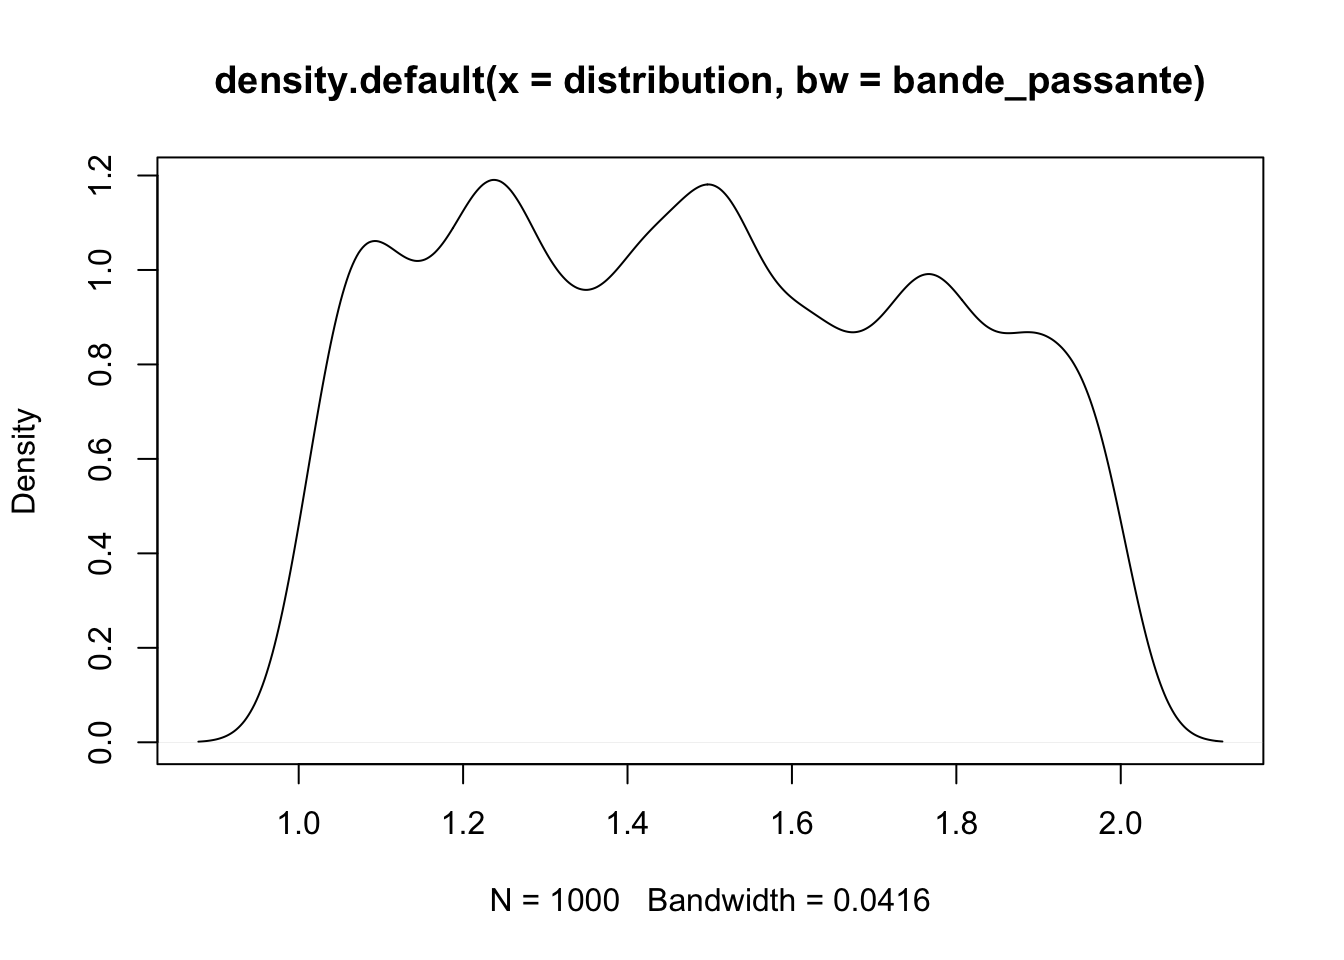 density.default(x = distribution, bw = bande_passante)
Density
1.2
1.0
0.8
0.6
0.4
0.2
0.0
1.0 1.2 1.4 1.6 1.8 2.0
N = 1000 Bandwidth = 0.0416